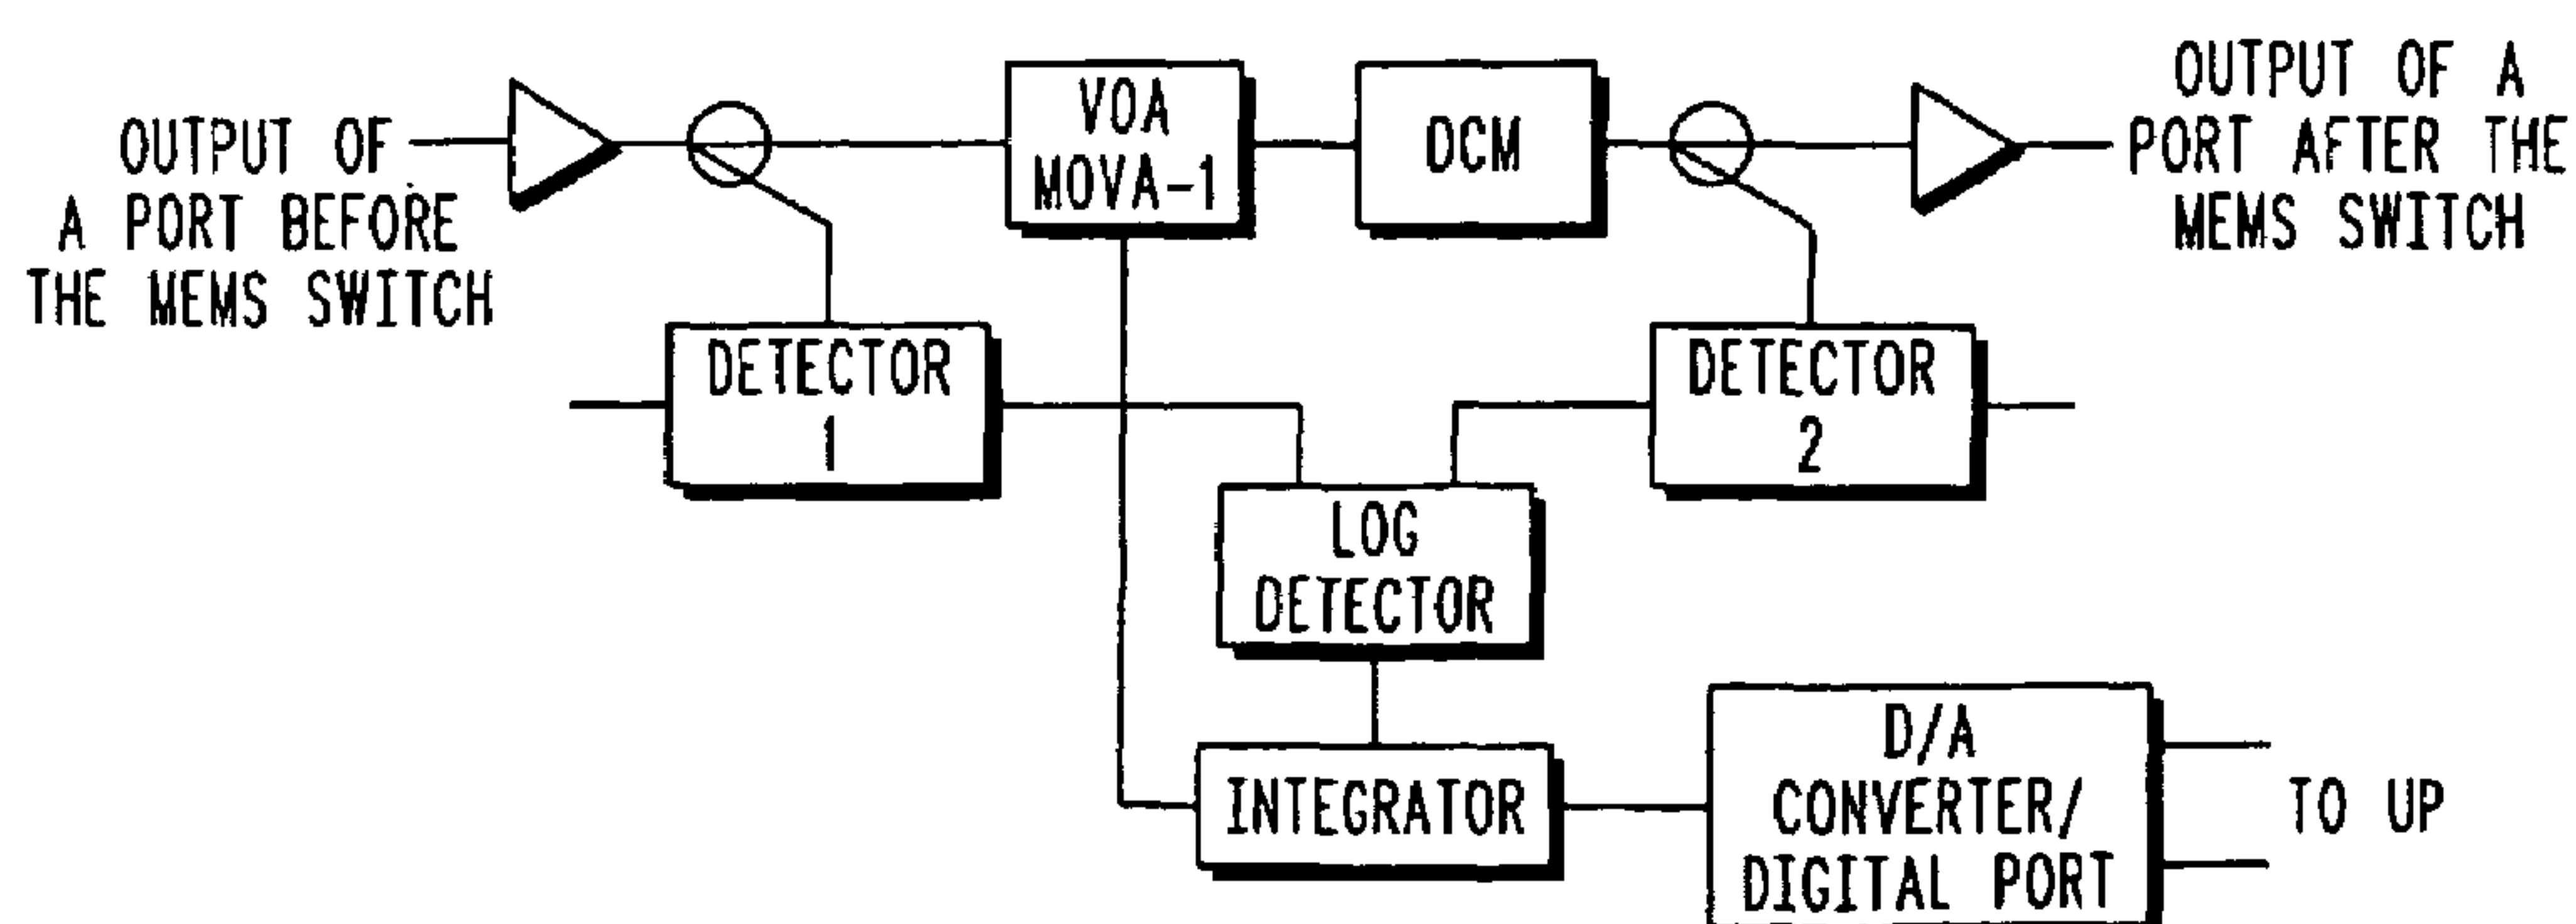 OUTPUT OF
A PORT BEFORE
THE MEMS SWITCH
VOA
MOVA-1
DCM
OUTPUT OF A
PORT AFTER THE
MEMS SWITCH
DETECTOR
1
DETECTOR
2
LOG
DETECTOR
INTEGRATOR
D/A
CONVERTER/
DIGITAL PORT
TO UP